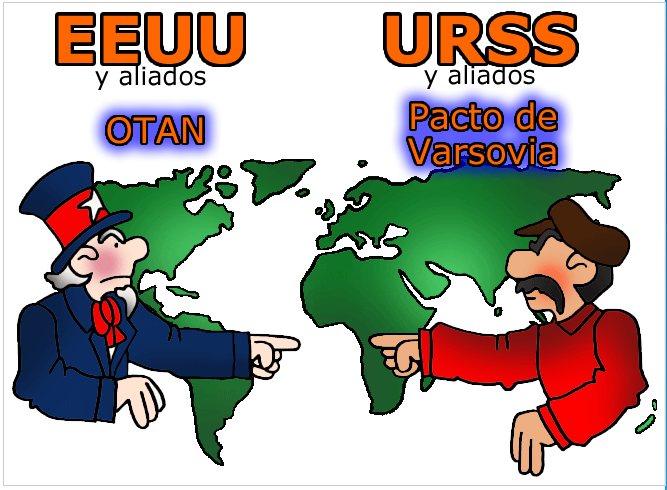 EEUU
y aliados
OTAN
URSS
y aliados
Pacto de
Varsovia